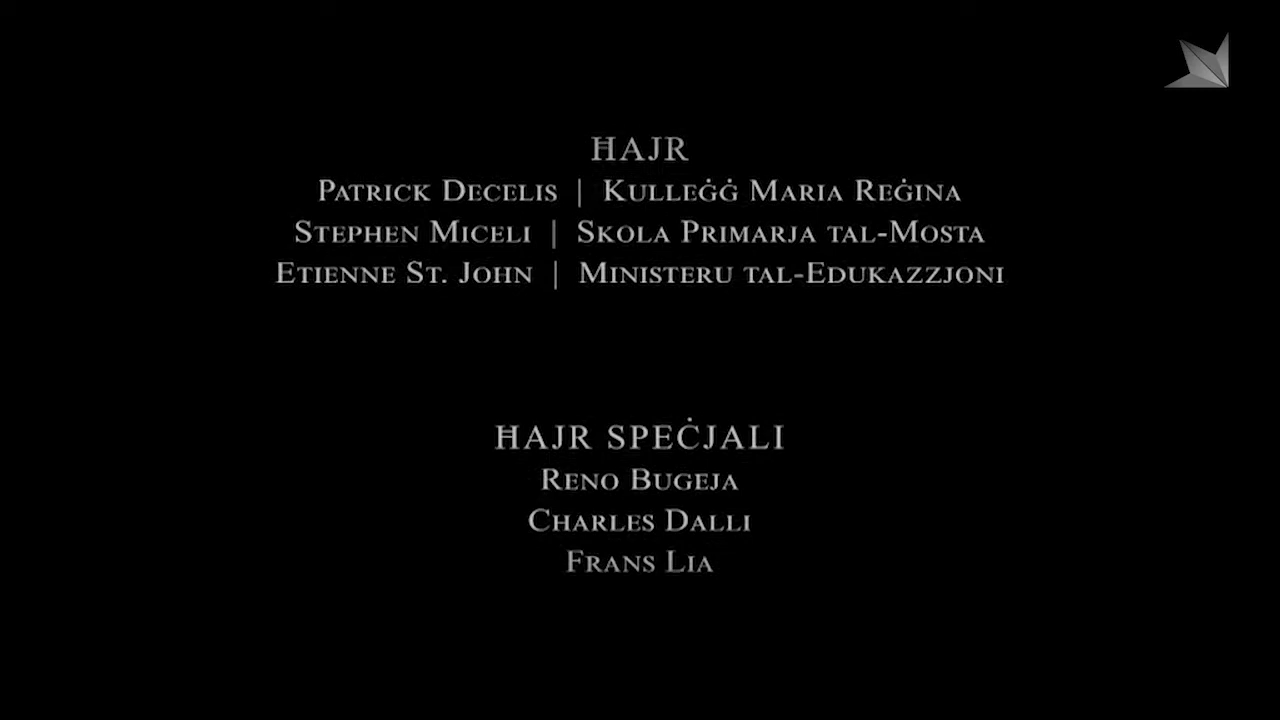 ĦAJR
PATRICK DECELIS | KULLEĠĠ MARIA REĠINA
STEPHEN MICELI | SKOLA PRIMARJA TAL-MOSTA
ETIENNE ST. JOHN | MINISTERU TAL-EDUKAZZJONI
ĦAJR SPEĊJALI
RENO BUGEJA
CHARLES DALLI
FRANS LIA